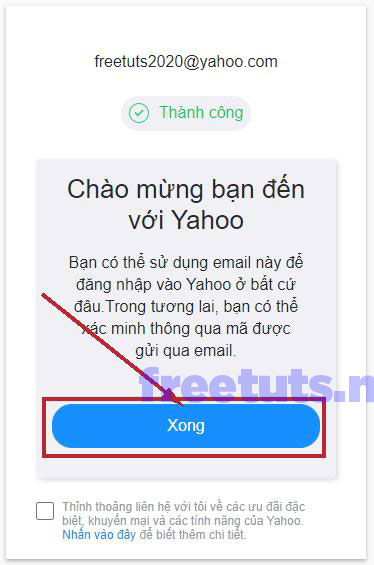 freetuts2020@yahoo.com
Thành công
Chào mừng bạn đến
với Yahoo
Bạn có thể sử dụng email này để
đăng nhập vào Yahoo ở bất cứ
đâu.Trong tương lai, bạn có thể
xác minh thông qua mã được
gửi qua email.
freetuts.n
Xong
Thỉnh thoảng liên hệ với tôi về các ưu đãi đặc
biệt, khuyến mại và các tính năng của Yahoo.
Nhấn vào đây để biết thêm chi tiết.